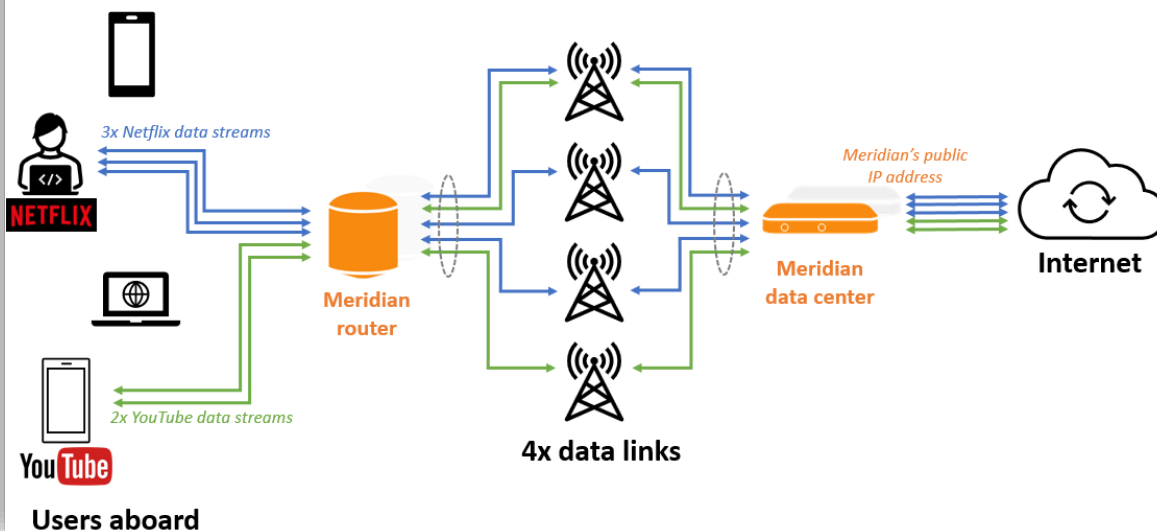 3x Netflix data streams
</>
NETFLIX
2x YouTube data streams
YouTube
Users aboard
Meridian
router
4x data links
Meridian's public
IP address
Meridian
data center
Internet